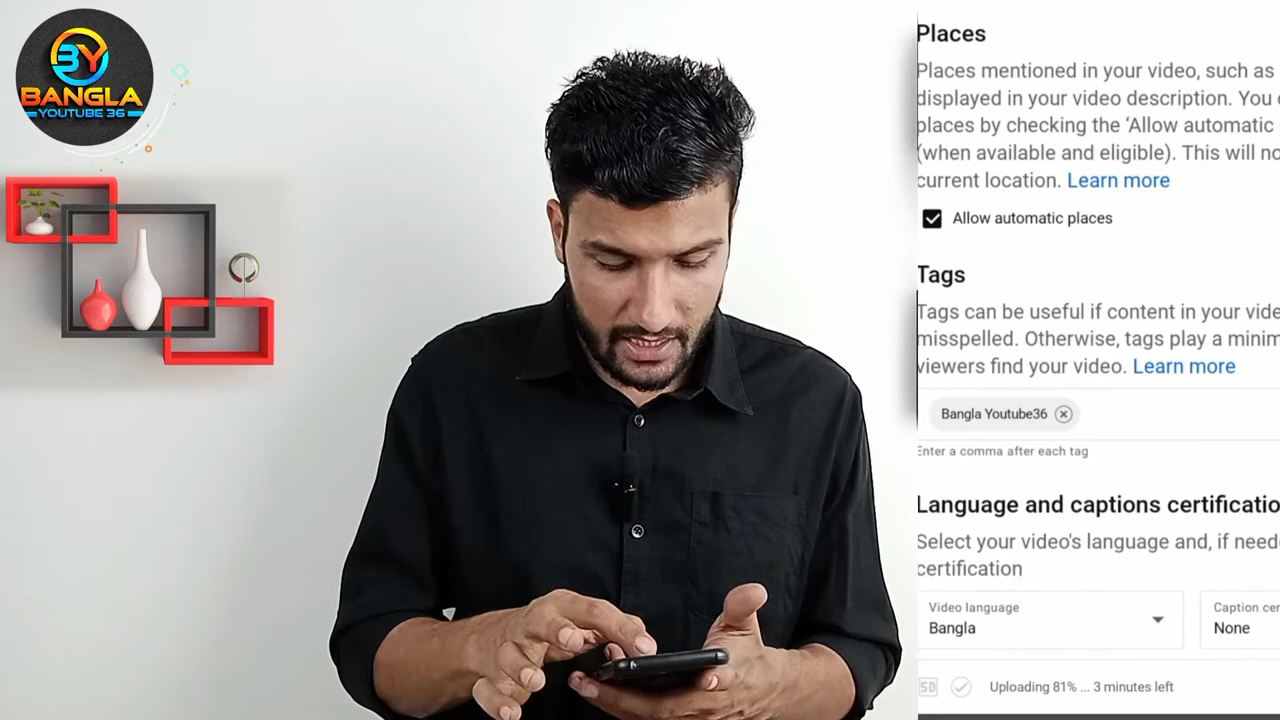 BY
BANGLA
YOUTUBE 36
Places
Places mentioned in your video, such as
displayed in your video description. You
places by checking the ‘Allow automatic
(when available and eligible). This will no
current location. Learn more
Allow automatic places
Tags
Tags can be useful if content in your vide
misspelled. Otherwise, tags play a minim
viewers find your video. Learn more
Bangla Youtube36
Enter a comma after each tag
Language and captions certificatio
Select your video's language and, if neede
certification
Video language
Caption cer
Bangla
None
SD
Uploading 81% ... 3 minutes left